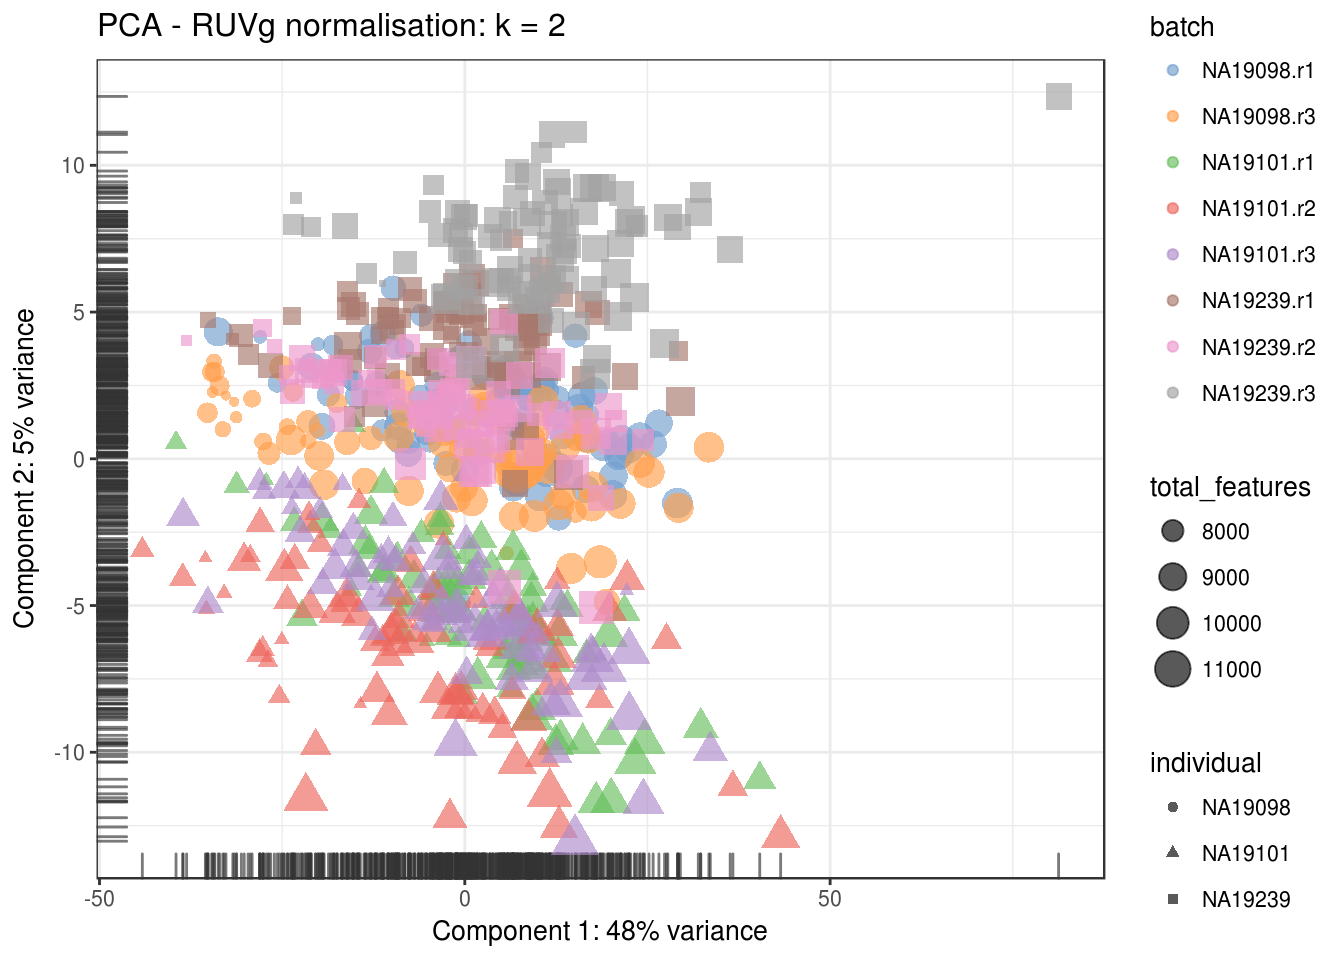 PCA - RUVg normalisation: k = 2
batch
NA19098.r1
NA19098.r3
NA19101.r1
NA19101.r2
NA19101.r3
NA19239.r1
NA19239.r2
NA19239.r3
total_features
8000
9000
10000
11000
individual
NA19098
NA19101
NA19239
Component 2: 5% variance
10
5
0
-5
-10
-50
0
50
Component 1: 48% variance